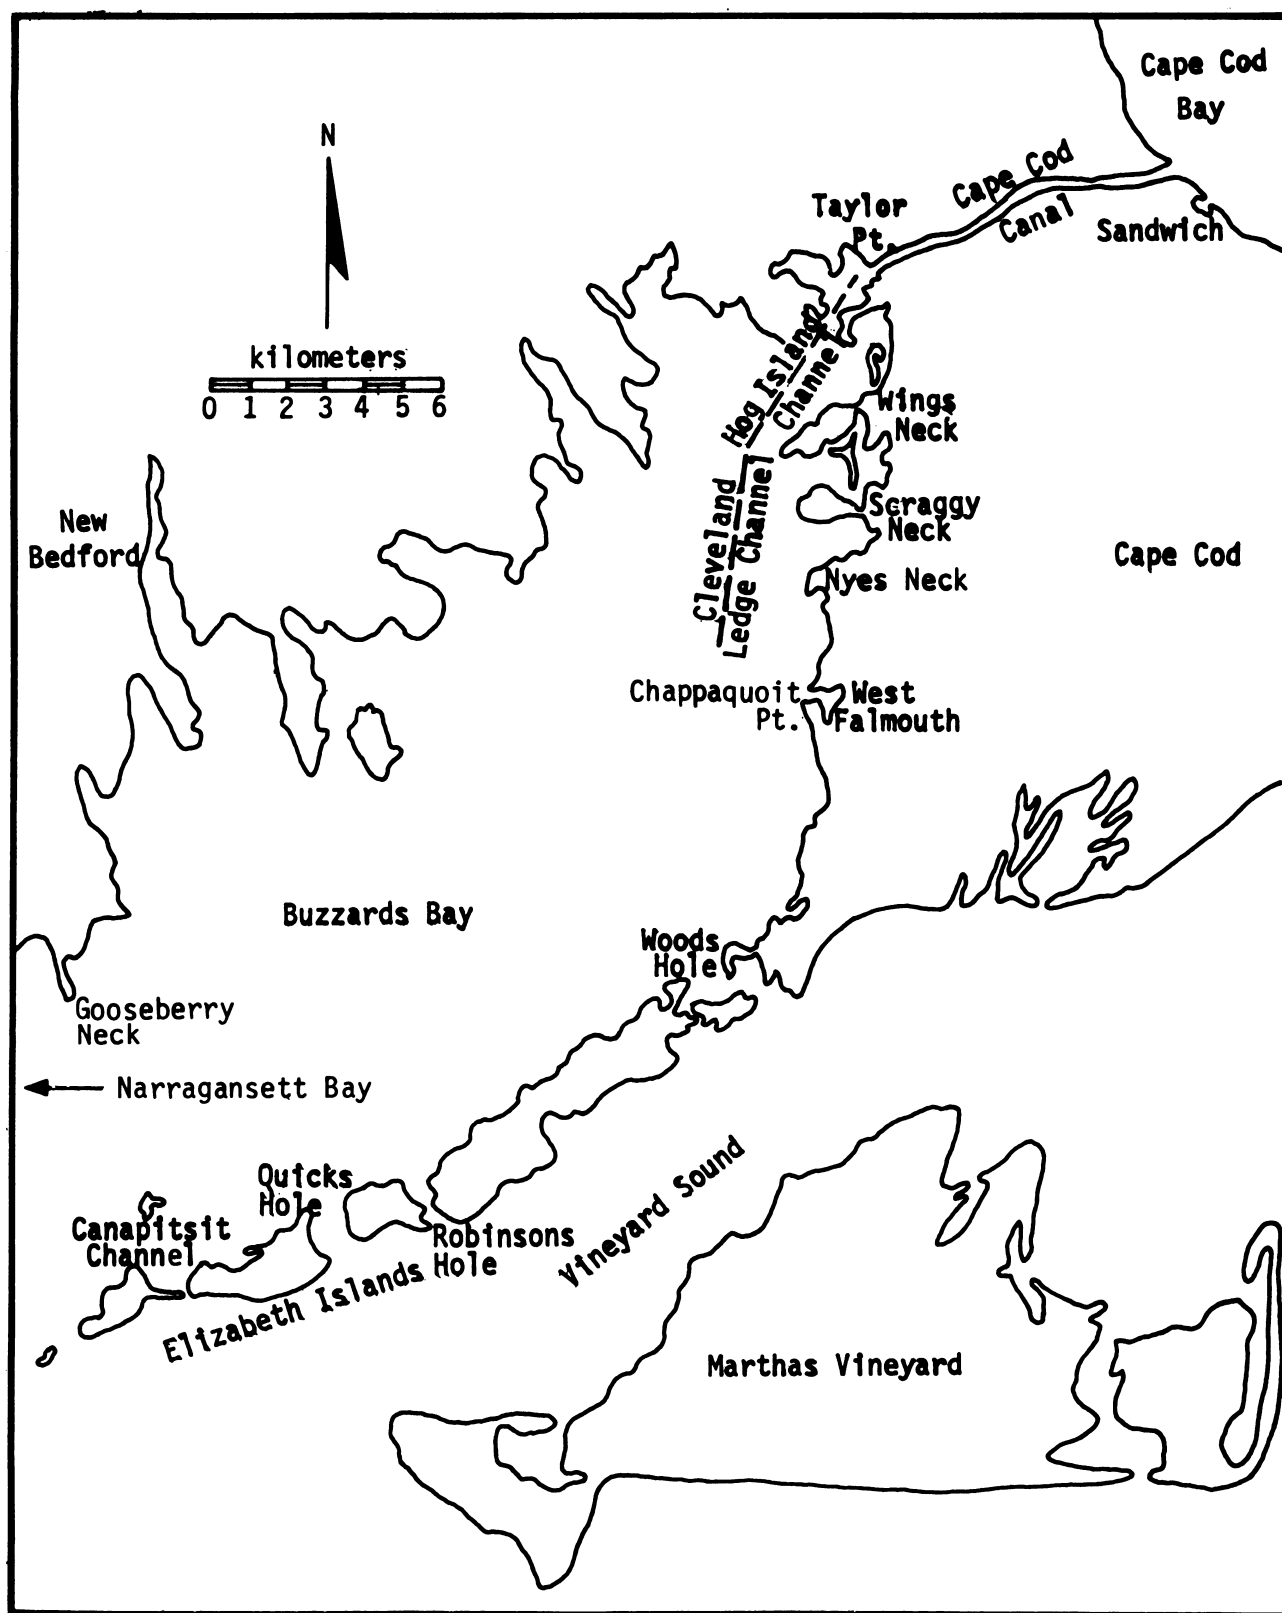 Cape Cod
Bay
N
Cape Cod
Canal
Taylor
Pt.
Sandwich
kilometers
0 1 2 3 4 5 6
Hog Island
Channel
Wings
Neck
Cleveland
Ledge Channel
Scraggy
Neck
New
Bedford
Cape Cod
Nyes Neck
Chappaquoit
Pt.
West
Falmouth
Buzzards Bay
Woods
Hole
Gooseberry
Neck
Narragansett Bay
Quicks
Hole
Canapitsit
Channel
Robinsons
Hole
Vineyard Sound
Elizabeth Islands
Marthas Vineyard